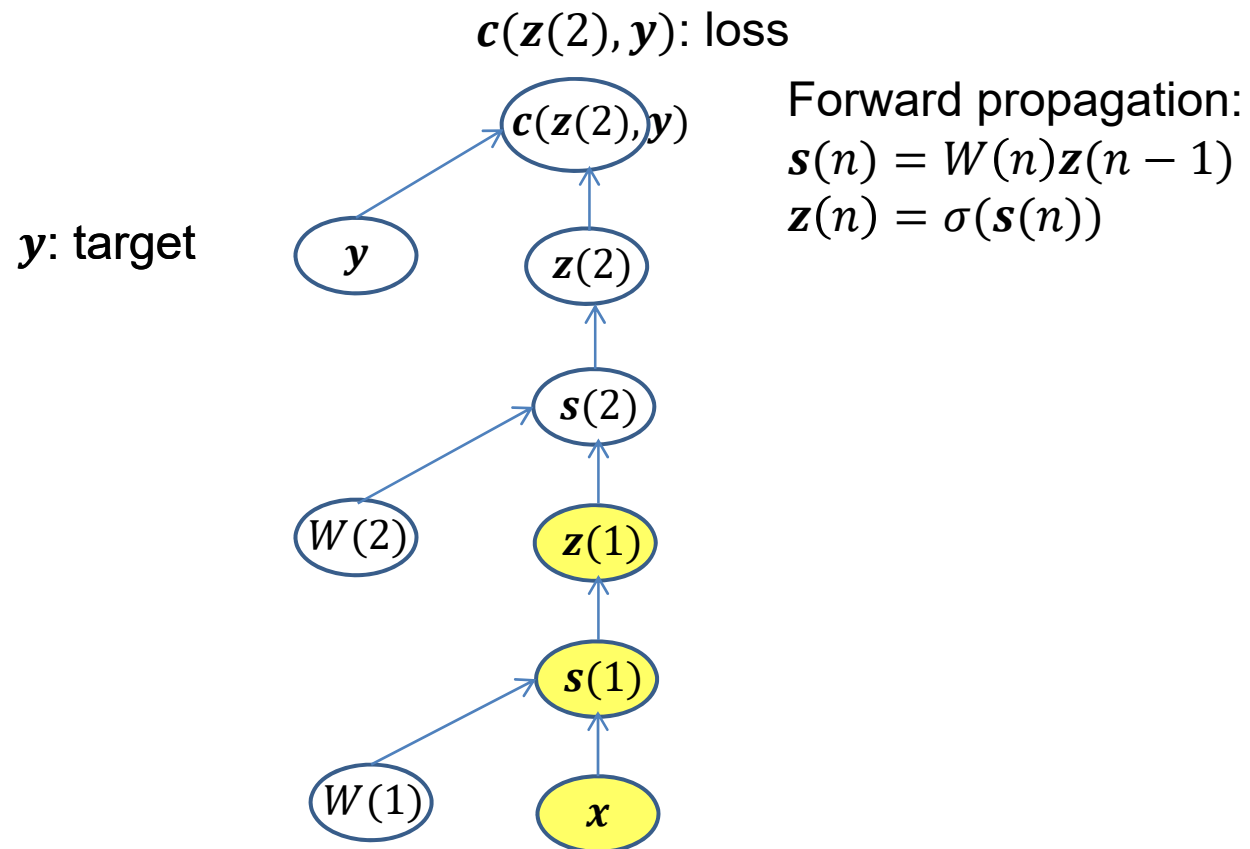 c(z(2), y): loss
Forward propagation:
s(n) = W(n)z(n − 1)
z(n) = σ(s(n))
c(z(2), y)
y: target
y
z(2)
s(2)
W(2)
z(1)
s(1)
W(1)
x